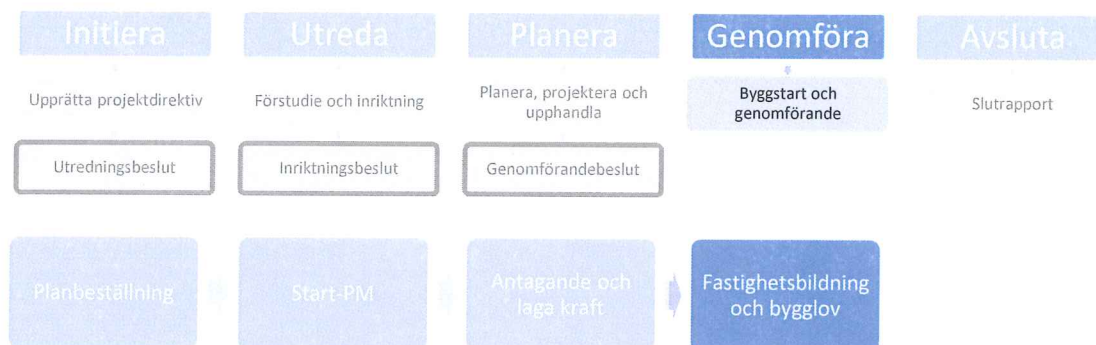 Initiera
Utreda
Planera
Genomföra
Avsluta
Upprätta projektdirektiv
Förstudie och inriktning
Planera, projektera och
upphandla
Byggstart och
genomförande
Slutrapport
Utredningsbeslut
Inriktningsbeslut
Genomförandebeslut
Planbeställning
Start-PM
Antagande och
laga kraft
Fastighetsbildning
och bygglov